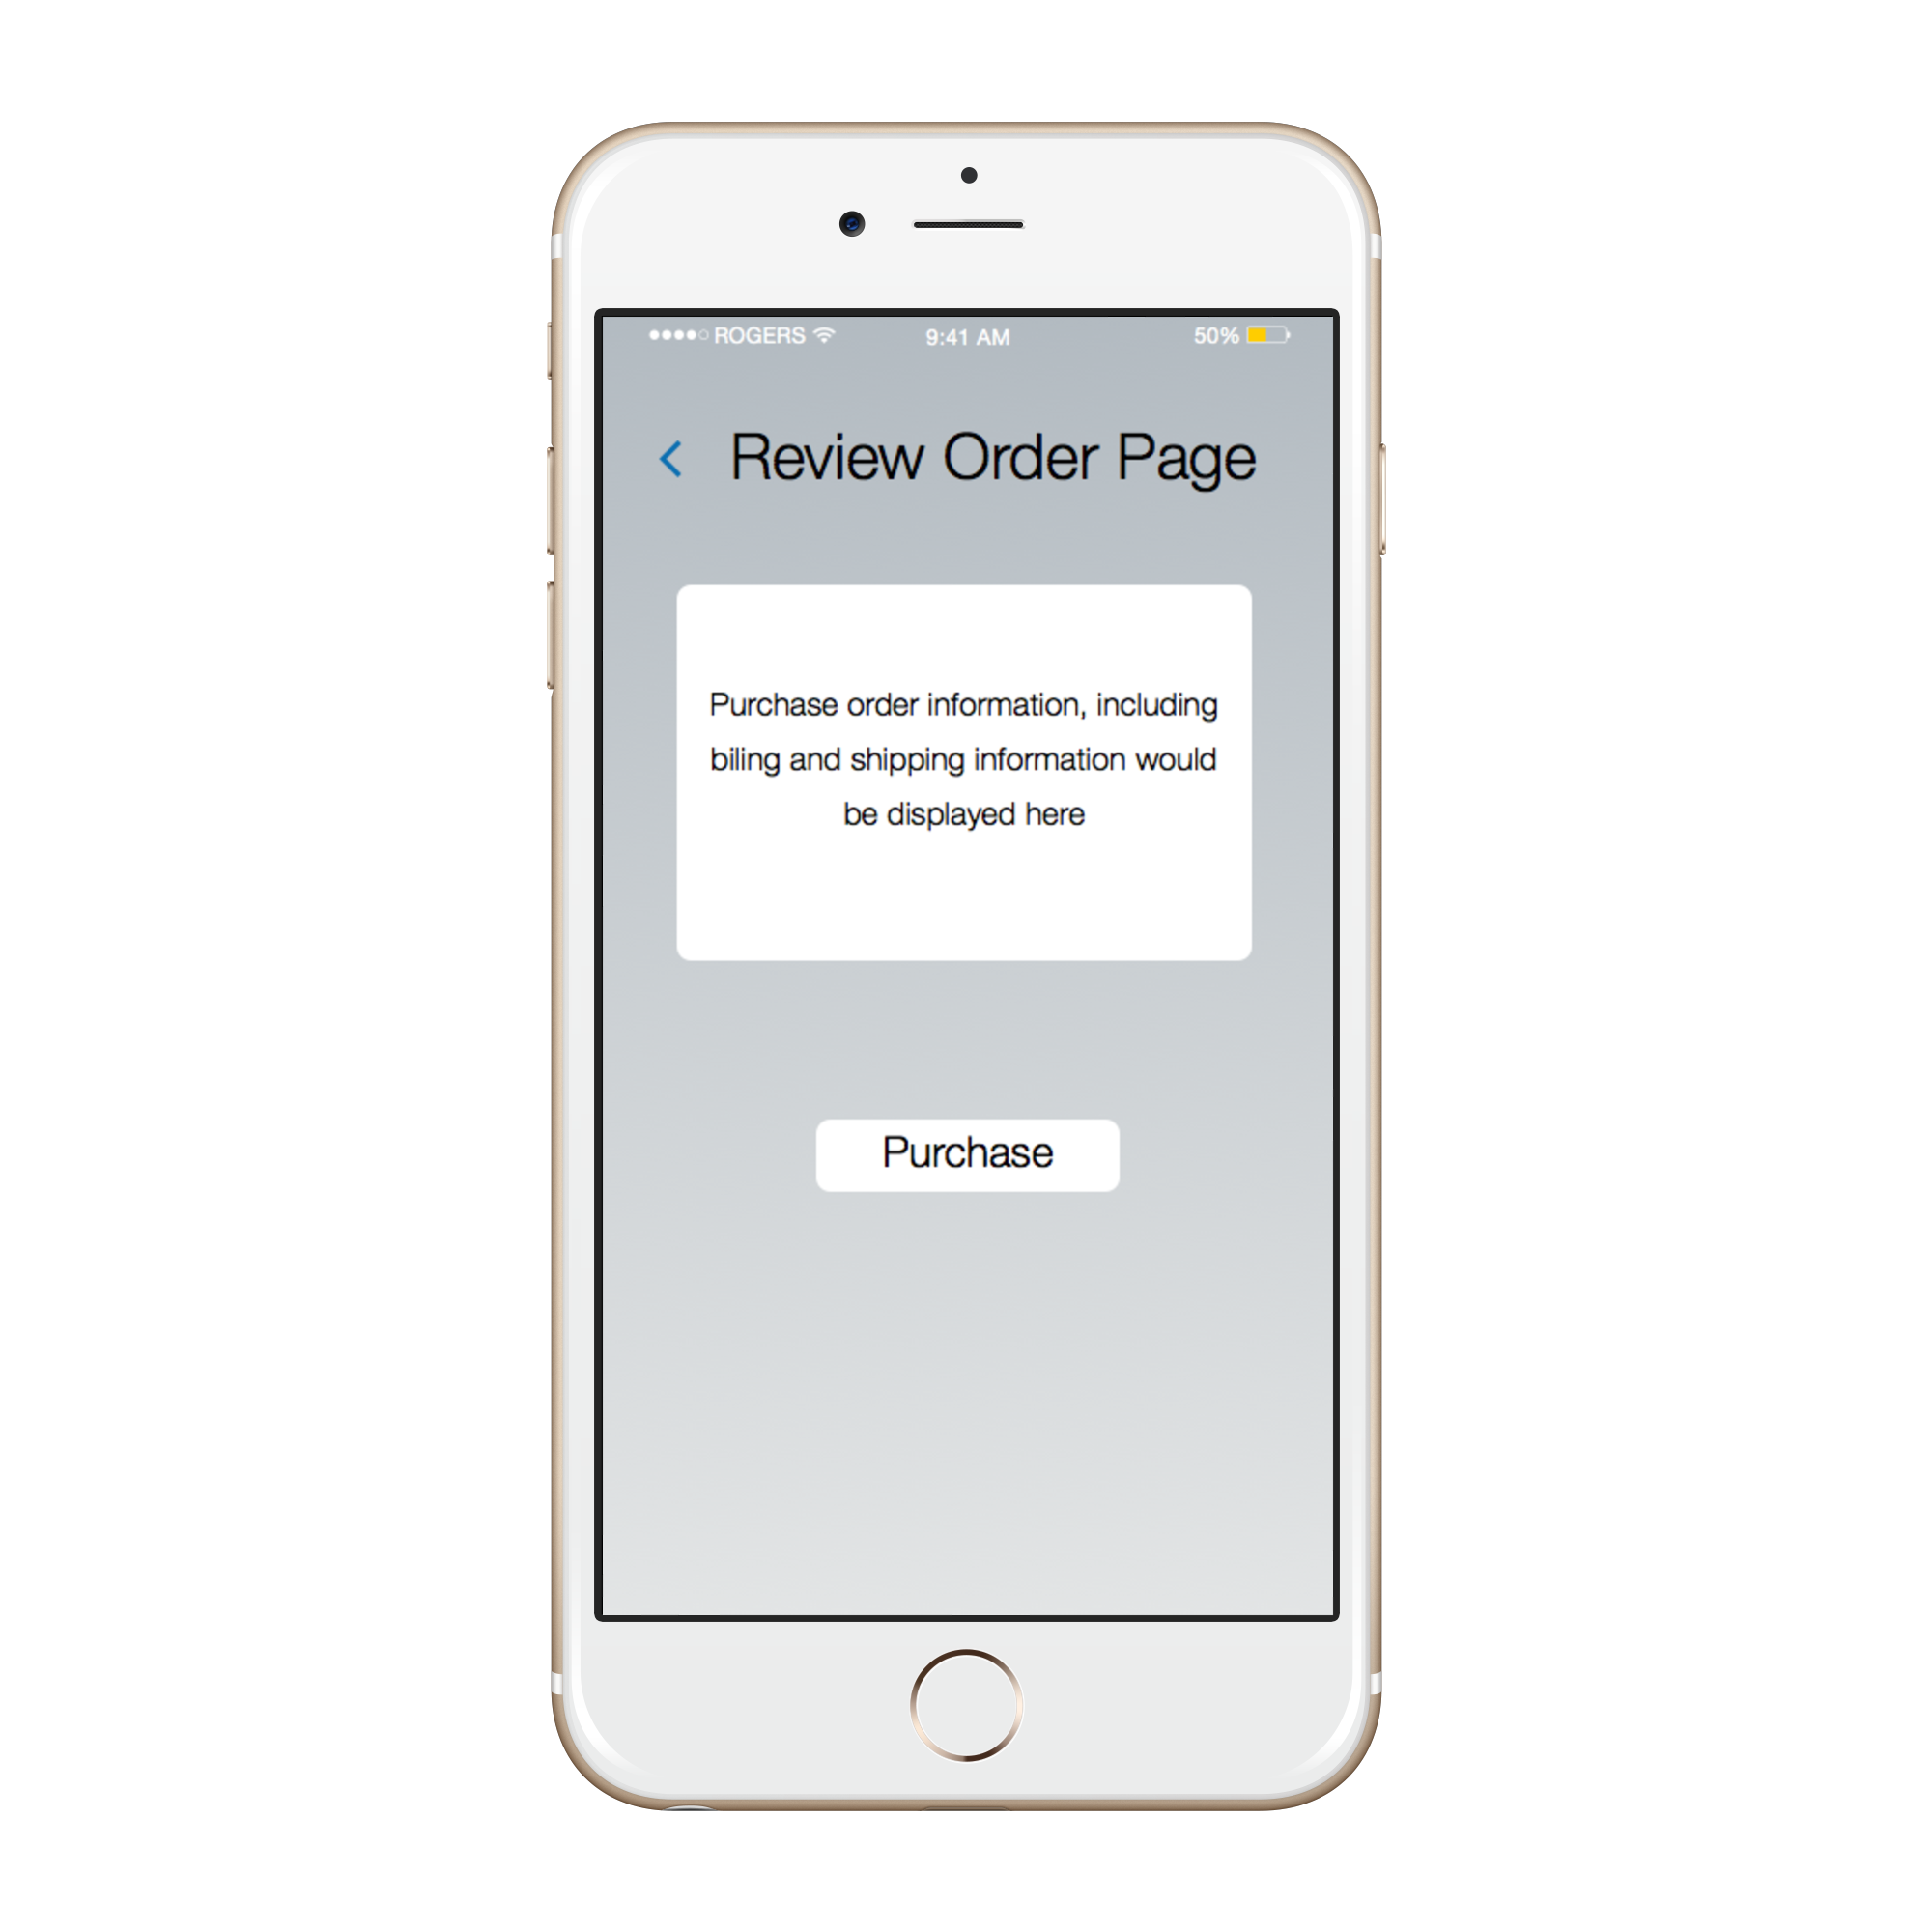 ROGERS 9:41 AM 50%
Review Order Page
Purchase order information, including
biling and shipping information would
be displayed here
Purchase